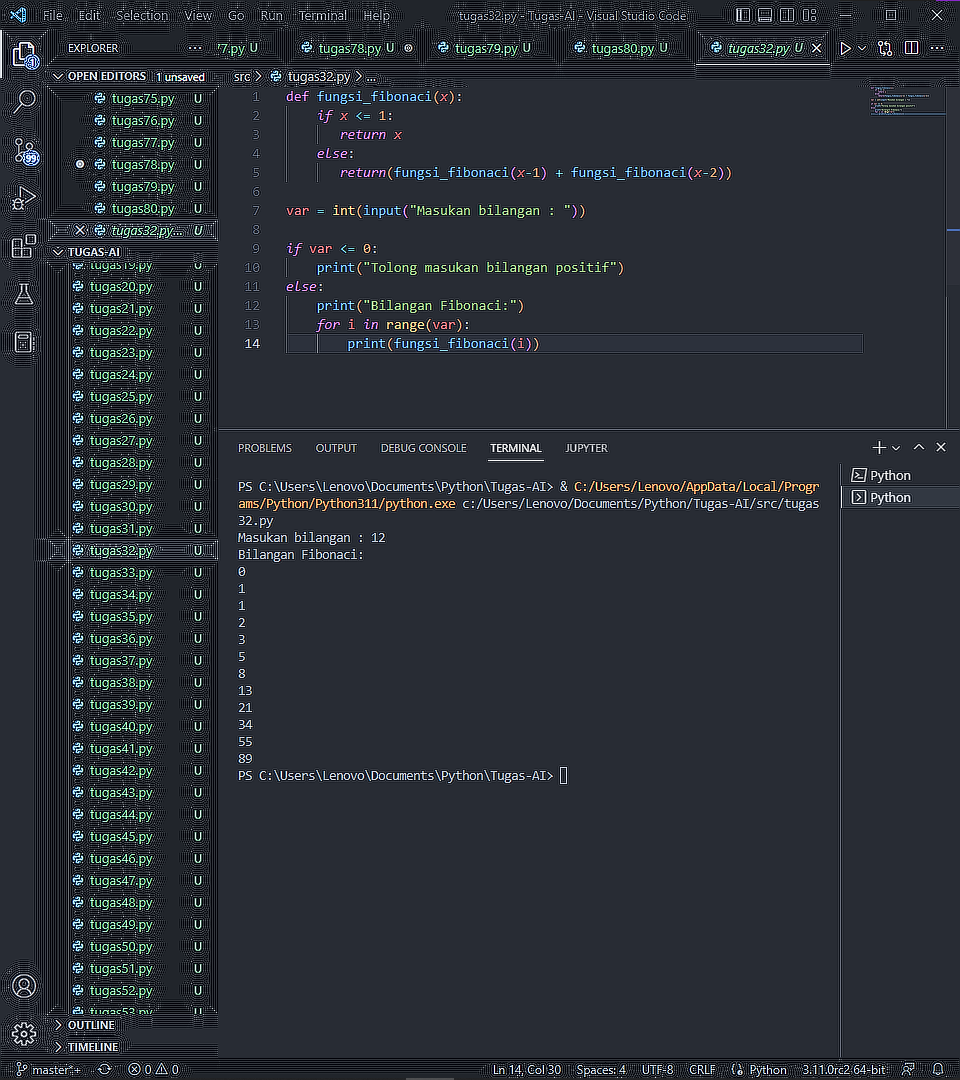 File Edit Selection View Go Run Terminal Help tugas32.py - Tugas-AI - Visual Studio Code
EXPLORER ... 77.py U tugas78.py U tugas79.py U tugas80.py U tugas32.py U
OPEN EDITORS 1 unsaved
tugas75.py U
tugas76.py U
tugas77.py U
tugas78.py U
tugas79.py U
tugas80.py U
tugas32.py... U
TUGAS-AI
tugas19.py U
tugas20.py U
tugas21.py U
tugas22.py U
tugas23.py U
tugas24.py U
tugas25.py U
tugas26.py U
tugas27.py U
tugas28.py U
tugas29.py U
tugas30.py U
tugas31.py U
tugas32.py U
tugas33.py U
tugas34.py U
tugas35.py U
tugas36.py U
tugas37.py U
tugas38.py U
tugas39.py U
tugas40.py U
tugas41.py U
tugas42.py U
tugas43.py U
tugas44.py U
tugas45.py U
tugas46.py U
tugas47.py U
tugas48.py U
tugas49.py U
tugas50.py U
tugas51.py U
tugas52.py U
tugas53.py U
OUTLINE
TIMELINE
99
1
src > tugas32.py > ...
1 def fungsi_fibonaci(x):
2 if x <= 1:
3 return x
4 else:
5 return(fungsi_fibonaci(x-1) + fungsi_fibonaci(x-2))
6
7 var = int(input("Masukan bilangan : "))
8
9 if var <= 0:
10 print("Tolong masukan bilangan positif")
11 else:
12 print("Bilangan Fibonaci:")
13 for i in range(var):
14 print(fungsi_fibonaci(i))
PROBLEMS OUTPUT DEBUG CONSOLE TERMINAL JUPYTER
PS C:\Users\Lenovo\Documents\Python\Tugas-AI> & C:/Users/Lenovo/AppData/Local/Progr
ams/Python/Python311/python.exe c:/Users/Lenovo/Documents/Python/Tugas-AI/src/tugas
32.py
Masukan bilangan : 12
Bilangan Fibonaci:
0
1
1
2
3
5
8
13
21
34
55
89
PS C:\Users\Lenovo\Documents\Python\Tugas-AI>
Python
Python
master*+ 0 0 Ln 14, Col 30 Spaces: 4 UTF-8 CRLF Python 3.11.0rc2 64-bit